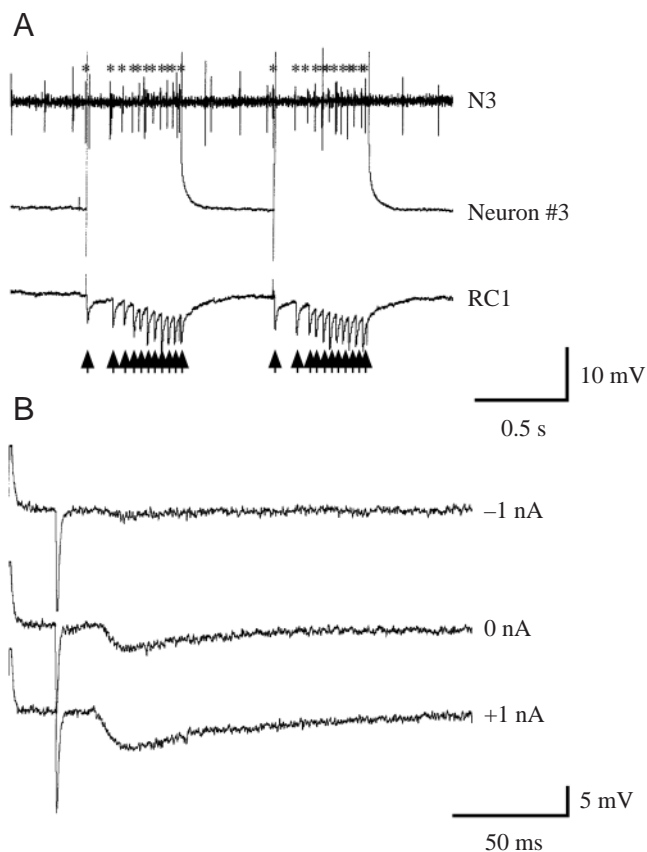 A
* * * * * * * * * * * * * * * * * * * * * *
N3
Neuron #3
RC1
10 mV
0.5 s
B
–1 nA
0 nA
+1 nA
5 mV
50 ms